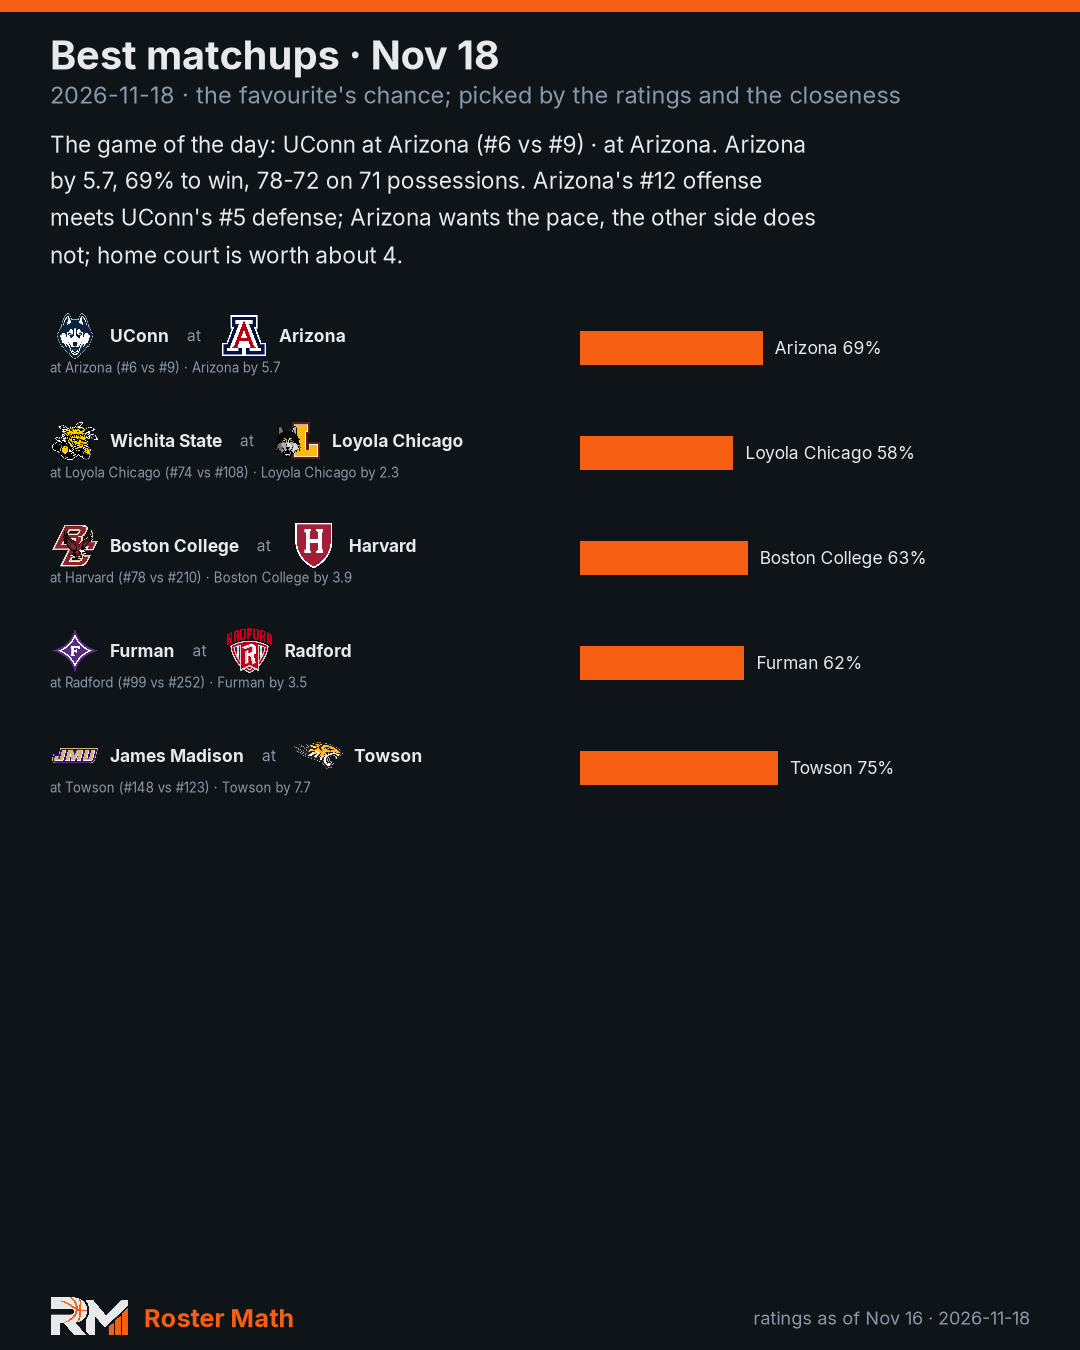 Best matchups · Nov 18
2026-11-18 · the favourite's chance; picked by the ratings and the closeness
The game of the day: UConn at Arizona (#6 vs #9) · at Arizona. Arizona
by 5.7, 69% to win, 78-72 on 71 possessions. Arizona's #12 offense
meets UConn's #5 defense; Arizona wants the pace, the other side does
not; home court is worth about 4.
UConn at Arizona
at Arizona (#6 vs #9) · Arizona by 5.7
Arizona 69%
Wichita State at Loyola Chicago
at Loyola Chicago (#74 vs #108) · Loyola Chicago by 2.3
Loyola Chicago 58%
Boston College at Harvard
at Harvard (#78 vs #210) · Boston College by 3.9
Boston College 63%
Furman at Radford
at Radford (#99 vs #252) · Furman by 3.5
Furman 62%
James Madison at Towson
at Towson (#148 vs #123) · Towson by 7.7
Towson 75%
RM Roster Math
ratings as of Nov 16 · 2026-11-18